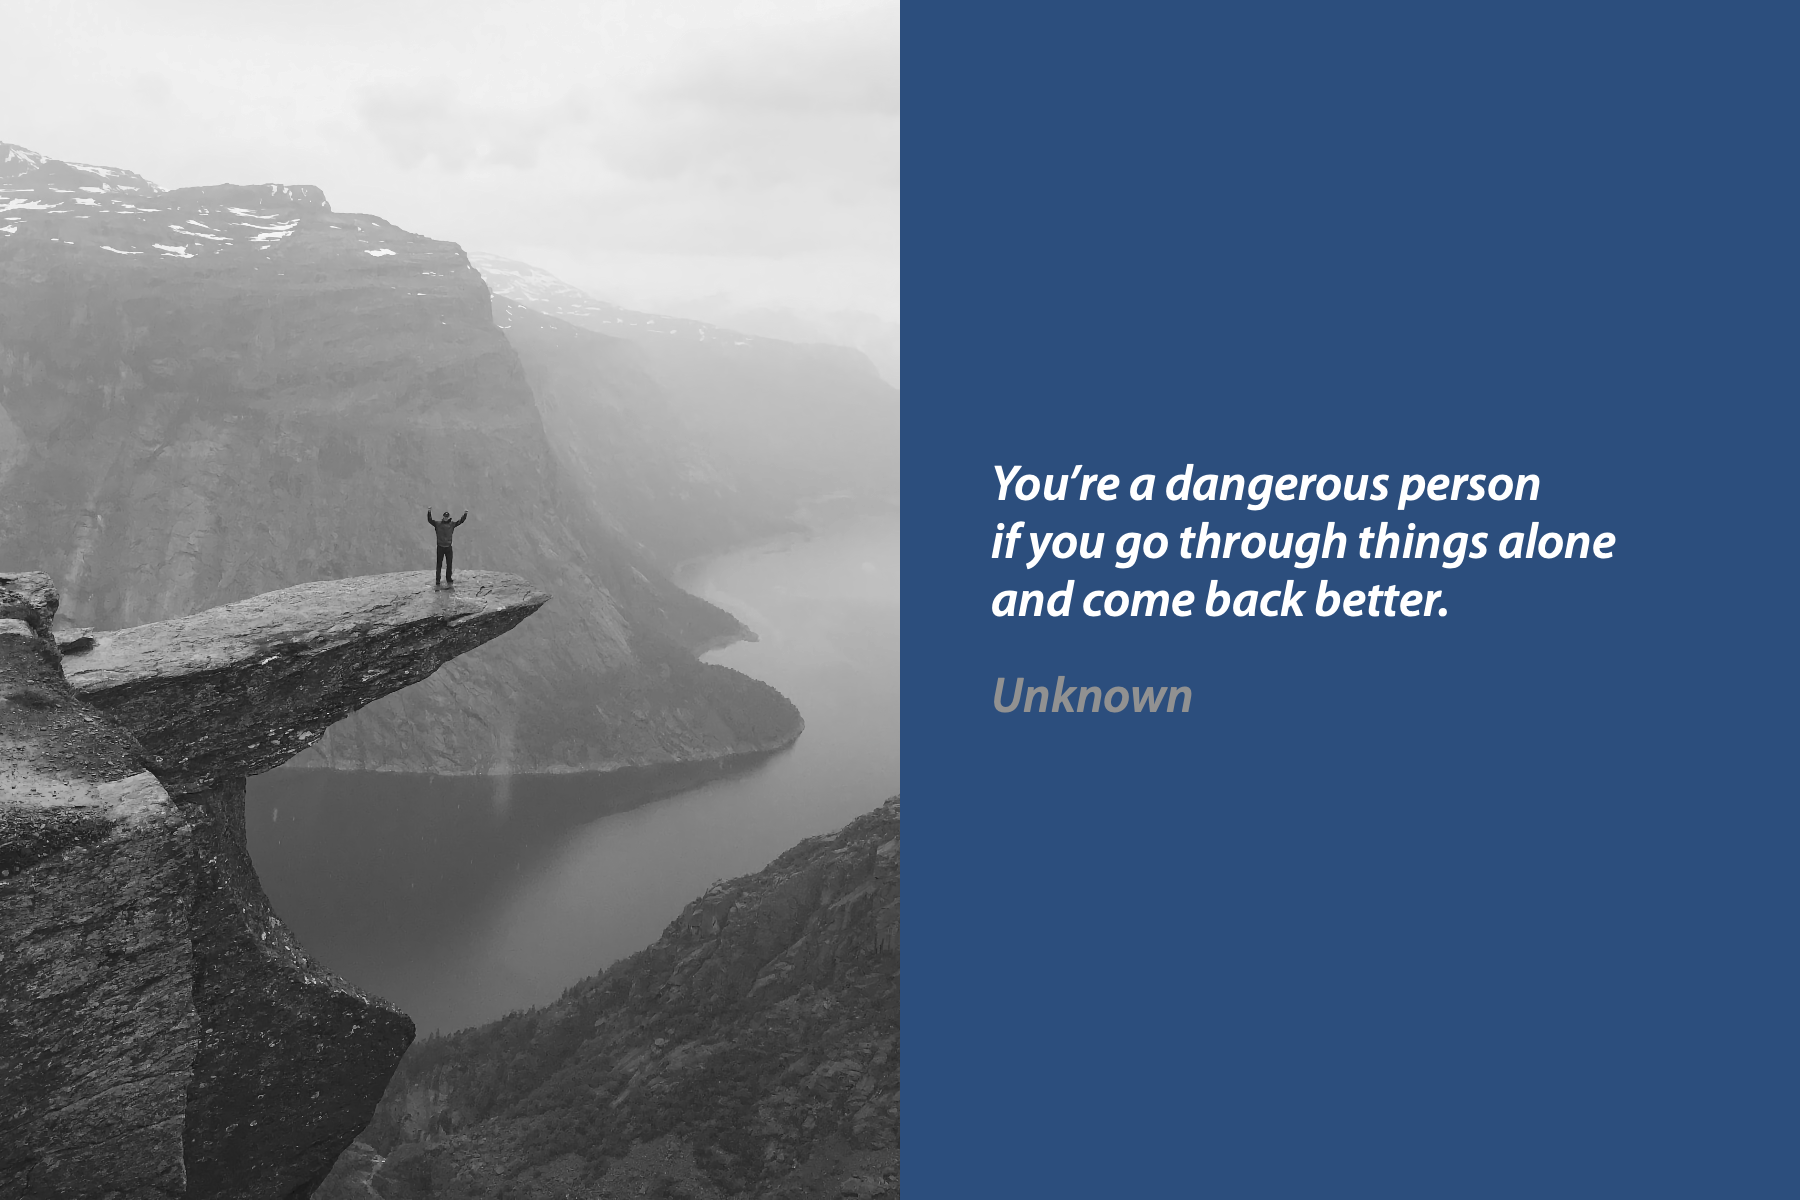 You’re a dangerous person
if you go through things alone
and come back better.
Unknown